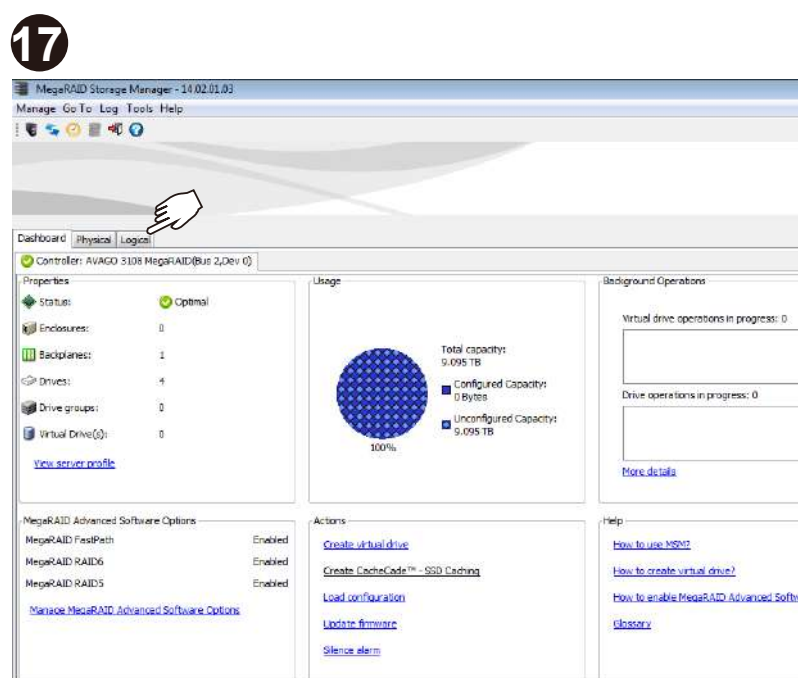 17
MegaRAID Storage Manager - 14.02.01.03
Manage Go To Log Tools Help
Dashboard Physical Logical
Controller: AVAGO 3108 MegaRAID(Bus 2,Dev 0)
Properties
Status: Optimal
Enclosures: 0
Backplanes: 1
Drives: 4
Drive groups: 0
Virtual Drive(s): 0
View server profile
Usage
Total capacity:
9.095 TB
Configured Capacity:
0 Bytes
Unconfigured Capacity:
9.095 TB
100%
Background Operations
Virtual drive operations in progress: 0
Drive operations in progress: 0
More details
MegaRAID Advanced Software Options
MegaRAID FastPath Enabled
MegaRAID RAID6 Enabled
MegaRAID RAID5 Enabled
Manage MegaRAID Advanced Software Options
Actions
Create virtual drive
Create CacheCade™ - SSD Caching
Load configuration
Update firmware
Silence alarm
Help
How to use MSM?
How to create virtual drive?
How to enable MegaRAID Advanced Softw
Glossary